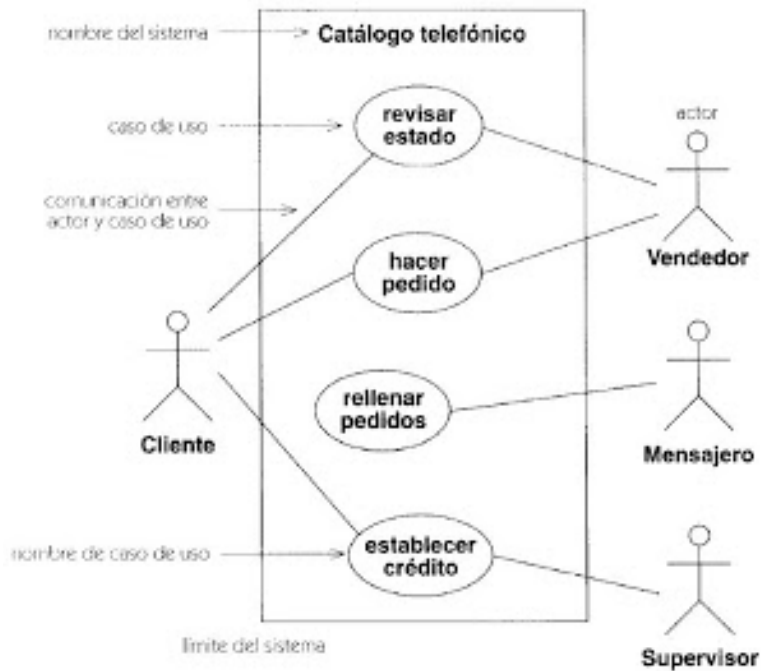 nombre del sistema
Catálogo telefónico
caso de uso
revisar
estado
actor
comunicación entre
actor y caso de uso
hacer
pedido
Vendedor
rellenar
pedidos
Cliente
Mensajero
nombre de caso de uso
establecer
crédito
límite del sistema
Supervisor